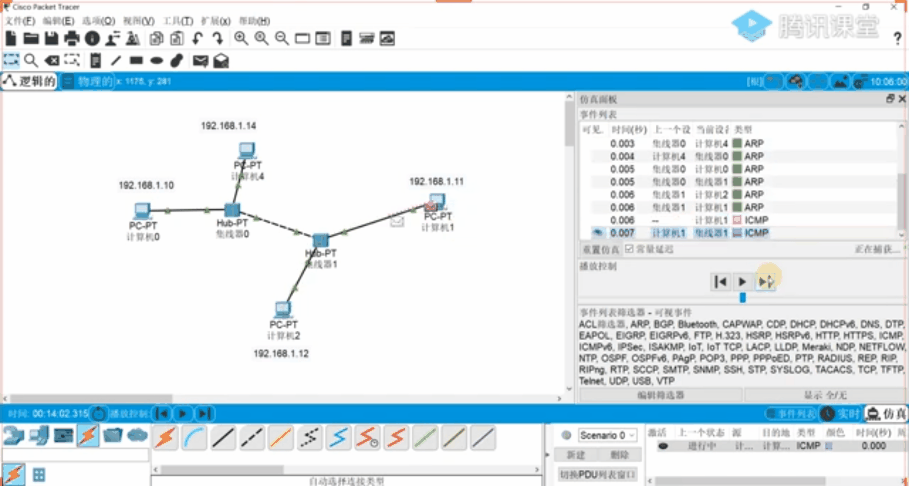 Cisco Packet Tracer
文件(F) 编辑(E) 选项(O) 视图(V) 工具(T) 扩展(x) 帮助(H)
腾讯课堂
?
逻辑的 物理的 x: 1178, y: 281 [根] 10:06:00
仿真面板
事件列表
可见. 时间(秒) 上一个设 当前设备 类型
0.003 集线器0 计算机4 ARP
0.004 计算机4 集线器0 ARP
0.005 集线器0 计算机0 ARP
0.005 集线器0 集线器1 ARP
0.006 集线器1 计算机2 ARP
0.006 集线器1 计算机1 ARP
0.006 -- 计算机1 ICMP
0.007 计算机1 集线器1 ICMP
重置仿真 常量延迟 正在捕获...
播放控制
事件列表筛选器 - 可视事件
ACL筛选器, ARP, BGP, Bluetooth, CAPWAP, CDP, DHCP, DHCPv6, DNS, DTP,
EAPOL, EIGRP, EIGRPv6, FTP, H.323, HSRP, HSRPv6, HTTP, HTTPS, ICMP,
ICMPv6, IPSec, ISAKMP, IoT, IoT TCP, LACP, LLDP, Meraki, NDP, NETFLOW,
NTP, OSPF, OSPFv6, PAgP, POP3, PPP, PPPoED, PTP, RADIUS, REP, RIP,
RIPng, RTP, SCCP, SMTP, SNMP, SSH, STP, SYSLOG, TACACS, TCP, TFTP,
Telnet, UDP, USB, VTP
编辑筛选器 显示 全/无
192.168.1.14
PC-PT
计算机4
192.168.1.10
PC-PT
计算机0
Hub-PT
集线器0
192.168.1.11
PC-PT
计算机1
Hub-PT
集线器1
PC-PT
计算机2
192.168.1.12
时间: 00:14:02.315 播放控制: 事件列表 实时 仿真
Scenario 0
新建 删除
切换PDU列表窗口
激活 上一个状态 源 目的地 类型 颜色 时间(秒)
进行中 计... 计算... ICMP 0.000
自动选择连接类型